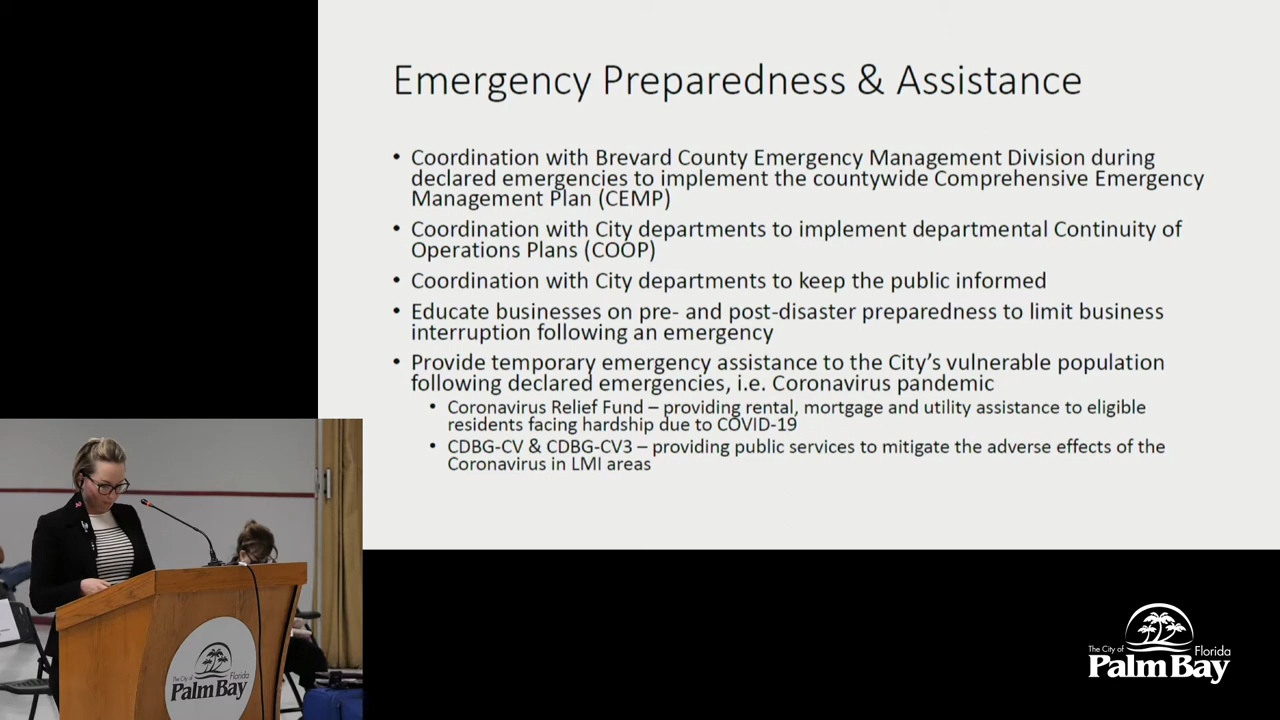 Emergency Preparedness & Assistance
• Coordination with Brevard County Emergency Management Division during
declared emergencies to implement the countywide Comprehensive Emergency
Management Plan (CEMP)
• Coordination with City departments to implement departmental Continuity of
Operations Plans (COOP)
• Coordination with City departments to keep the public informed
• Educate businesses on pre- and post-disaster preparedness to limit business
interruption following an emergency
• Provide temporary emergency assistance to the City's vulnerable population
following declared emergencies, i.e. Coronavirus pandemic
• Coronavirus Relief Fund – providing rental, mortgage and utility assistance to eligible
residents facing hardship due to COVID-19
• CDBG-CV & CDBG-CV3 – providing public services to mitigate the adverse effects of the
Coronavirus in LMI areas
The City of Florida
Palm Bay
The City of Florida
Palm Bay